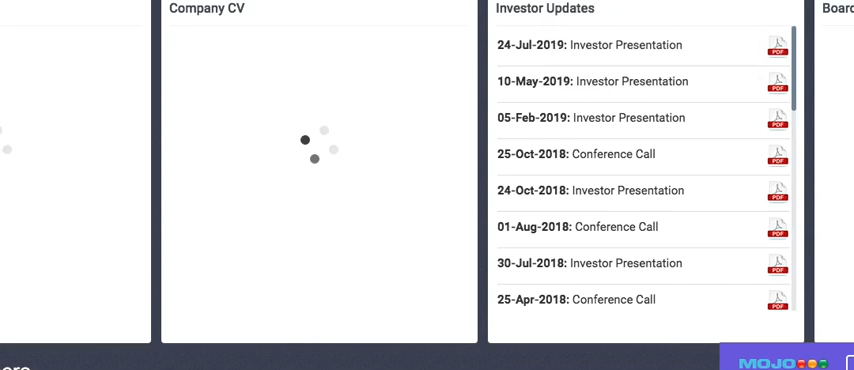 Company CV
Investor Updates
Board
24-Jul-2019: Investor Presentation
PDF
10-May-2019: Investor Presentation
PDF
05-Feb-2019: Investor Presentation
PDF
25-Oct-2018: Conference Call
PDF
24-Oct-2018: Investor Presentation
PDF
01-Aug-2018: Conference Call
PDF
30-Jul-2018: Investor Presentation
PDF
25-Apr-2018: Conference Call
PDF
MOJO